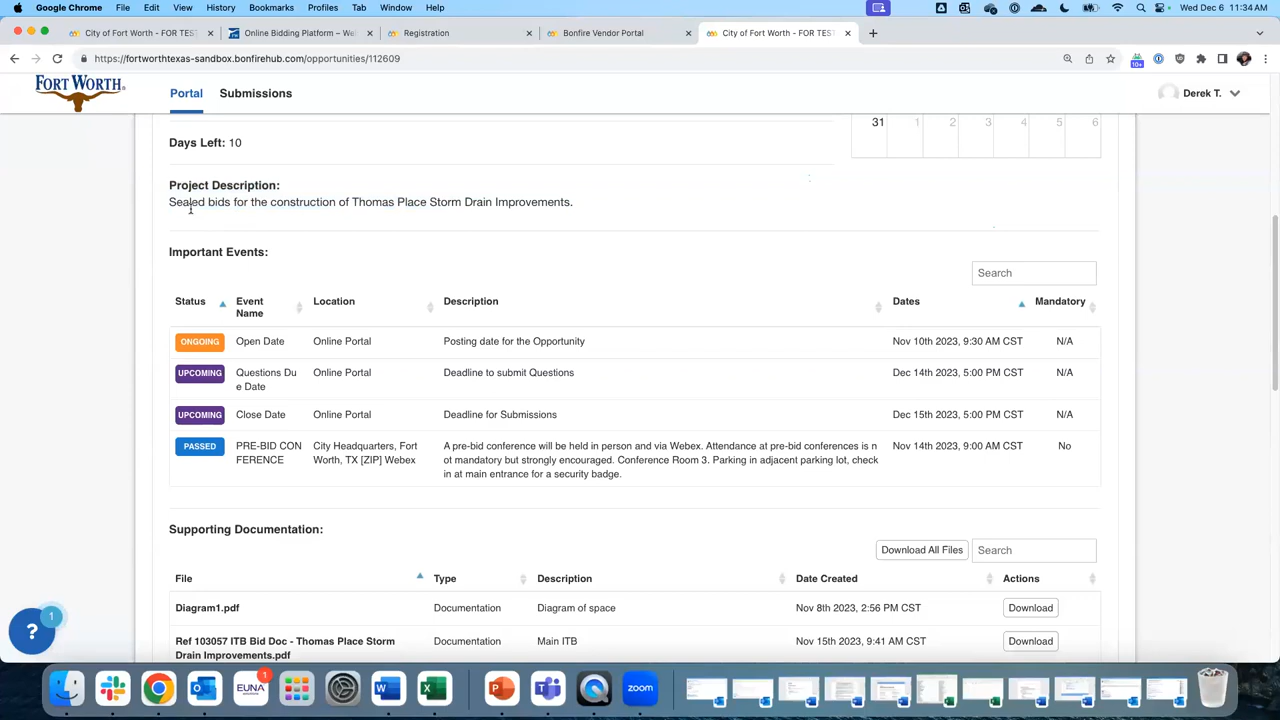 Google Chrome File Edit View History Bookmarks Profiles Tab Window Help Wed Dec 6 11:34 AM
City of Fort Worth - FOR TEST Online Bidding Platform – We Registration Bonfire Vendor Portal City of Fort Worth - FOR TEST
https://fortworthtexas-sandbox.bonfirehub.com/opportunities/112609
10+
FORT WORTH
Portal Submissions Derek T.
31 1 2 3 4 5 6
Days Left: 10
Project Description:
Sealed bids for the construction of Thomas Place Storm Drain Improvements.
Important Events:
Search
Status Event Name Location Description Dates Mandatory
ONGOING Open Date Online Portal Posting date for the Opportunity Nov 10th 2023, 9:30 AM CST N/A
UPCOMING Questions Du Online Portal Deadline to submit Questions Dec 14th 2023, 5:00 PM CST N/A
e Date
UPCOMING Close Date Online Portal Deadline for Submissions Dec 15th 2023, 5:00 PM CST N/A
PASSED PRE-BID CON City Headquarters, Fort A pre-bid conference will be held in person and via Webex. Attendance at pre-bid conferences is n Nov 14th 2023, 9:00 AM CST No
FERENCE Worth, TX [ZIP] Webex ot mandatory but strongly encouraged. Conference Room 3. Parking in adjacent parking lot, check
in at main entrance for a security badge.
Supporting Documentation:
Download All Files Search
File Type Description Date Created Actions
Diagram1.pdf Documentation Diagram of space Nov 8th 2023, 2:56 PM CST Download
Ref 103057 ITB Bid Doc - Thomas Place Storm Documentation Main ITB Nov 15th 2023, 9:41 AM CST Download
Drain Improvements.pdf
? 1
EUNA 1 zoom